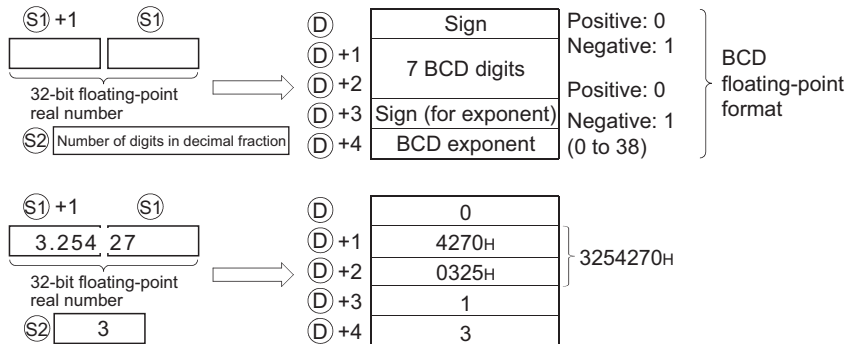 S1 +1 S1
32-bit floating-point
real number
S2 Number of digits in decimal fraction
D Sign
D +1 7 BCD digits
D +2
D +3 Sign (for exponent)
D +4 BCD exponent
Positive: 0
Negative: 1
Positive: 0
Negative: 1
(0 to 38)
BCD
floating-point
format
S1 +1 S1
3.254 27
32-bit floating-point
real number
S2 3
D 0
D +1 4270H
D +2 0325H
D +3 1
D +4 3
3254270H